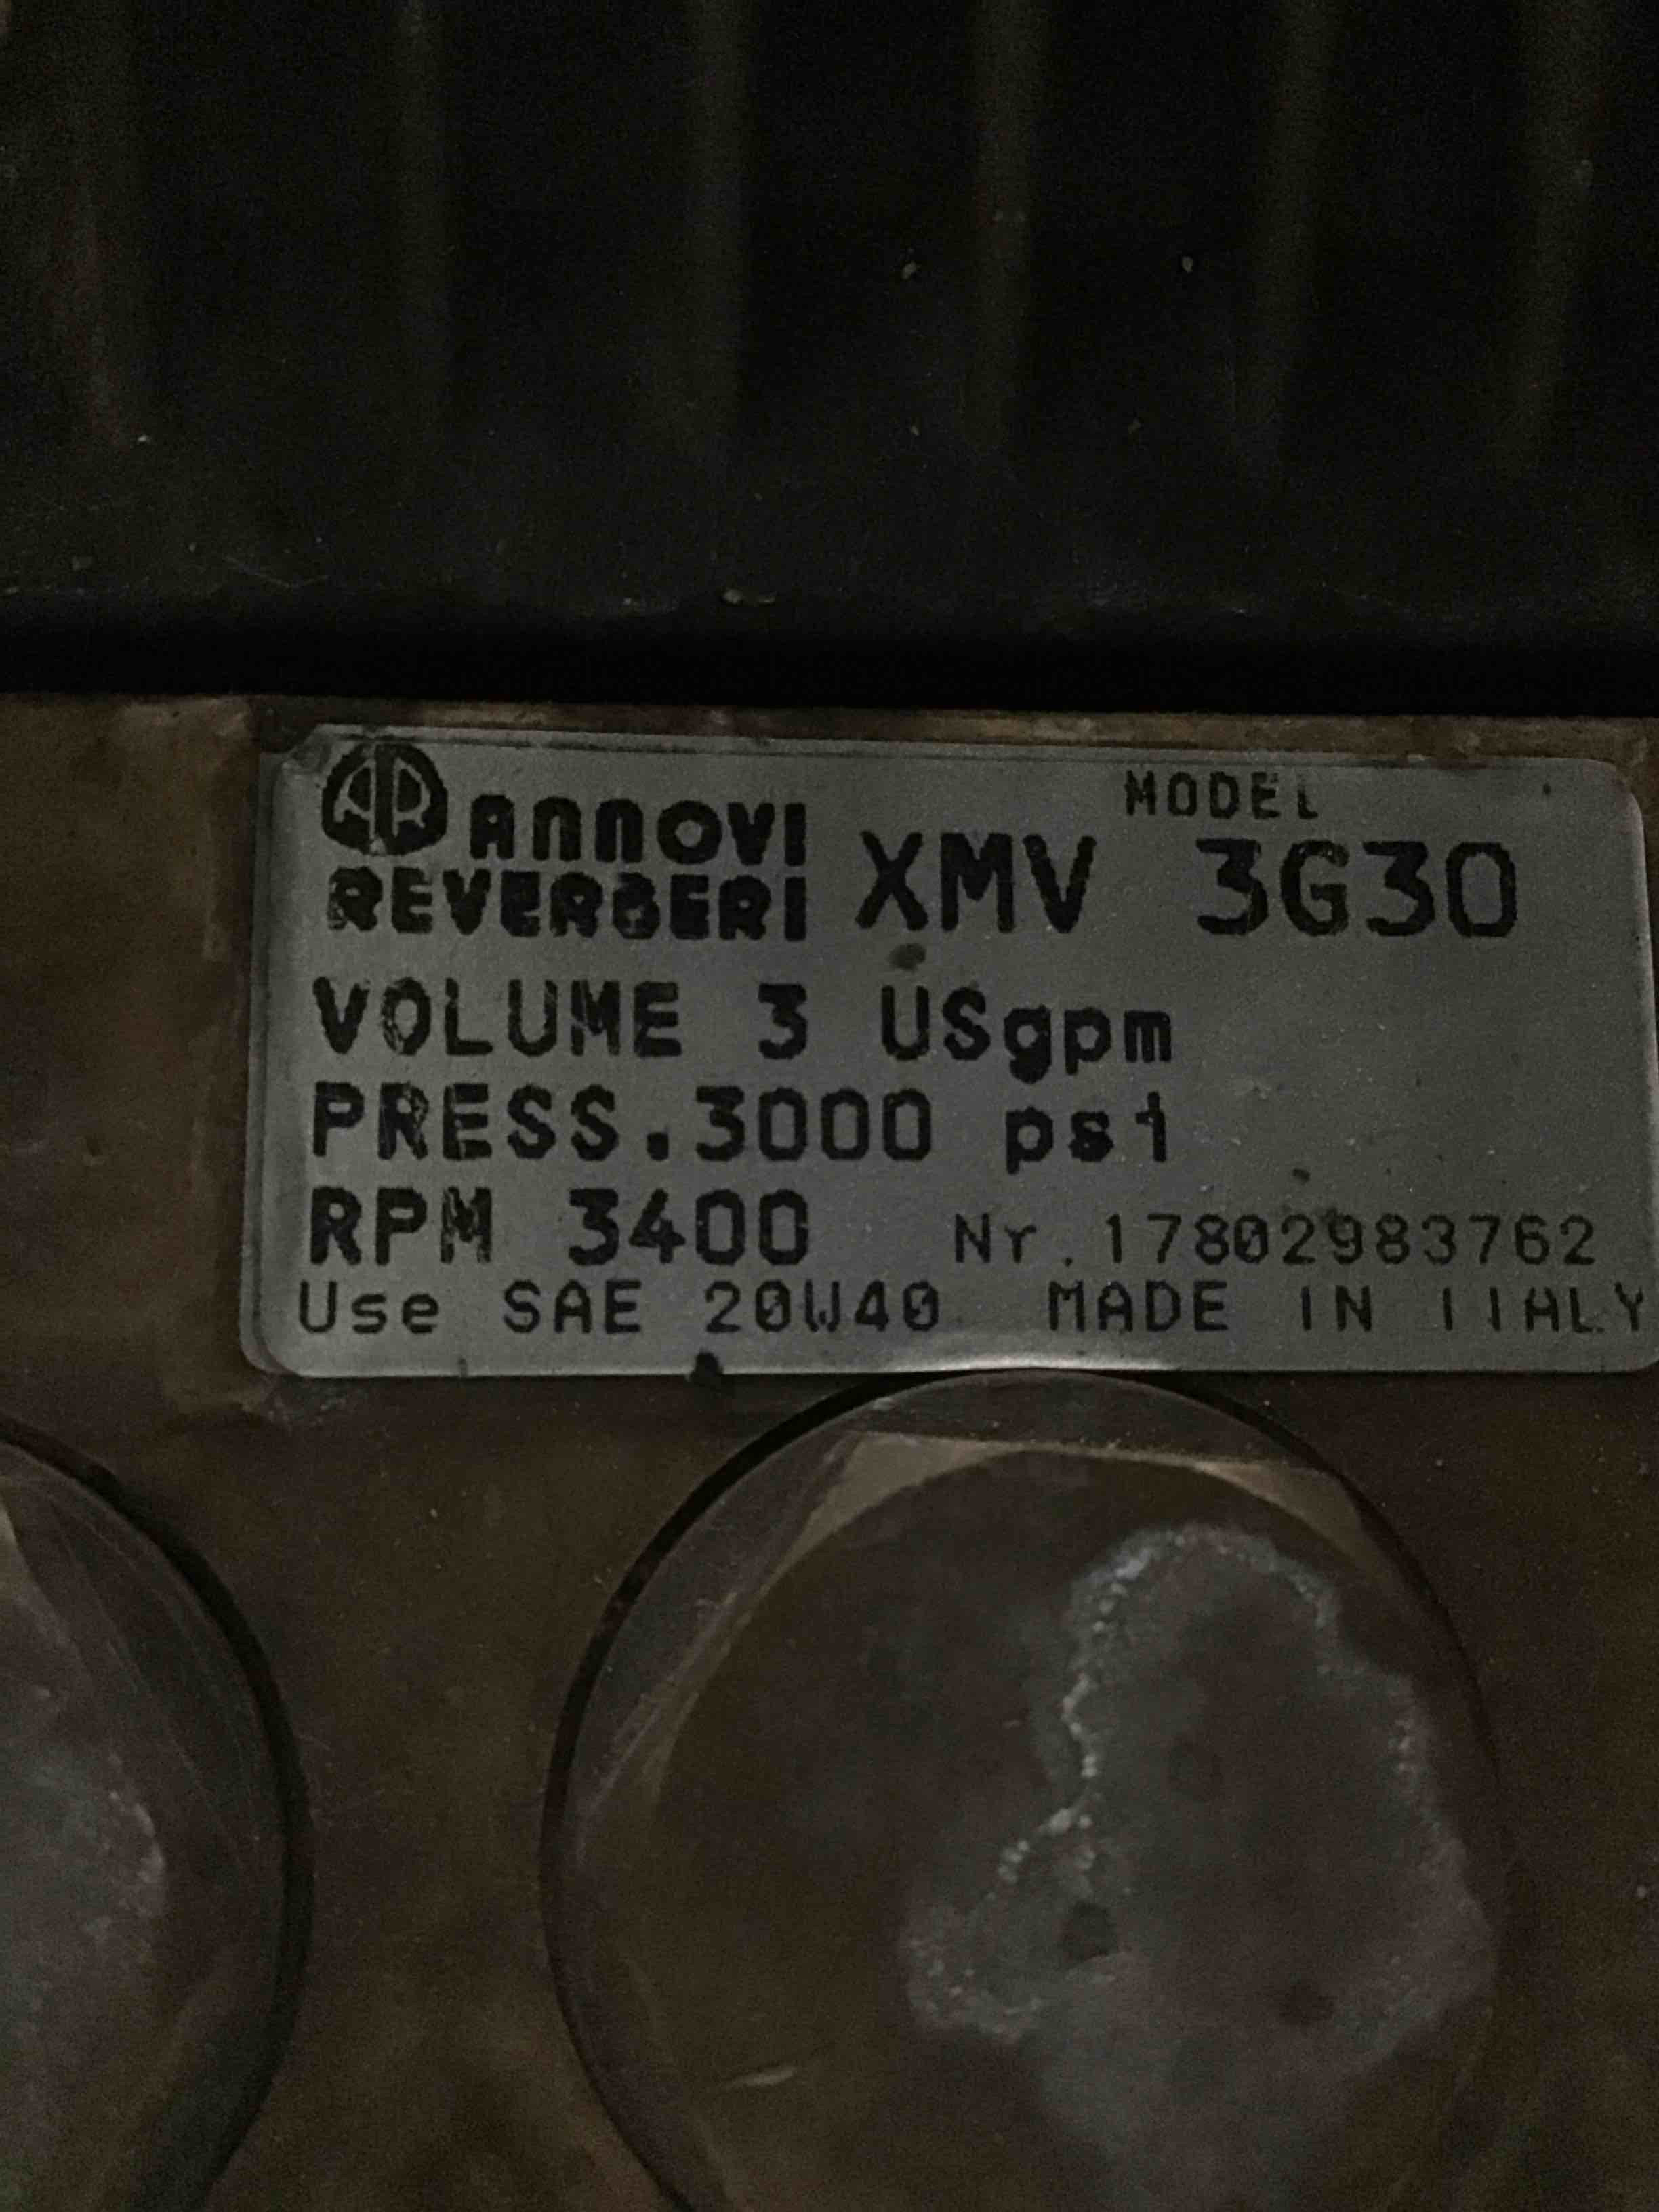 AR ANNOVI REVERBERI
MODEL
XMV 3G30
VOLUME 3 USgpm
PRESS.3000 psi
RPM 3400 Nr.17802983762
Use SAE 20W40 MADE IN ITALY